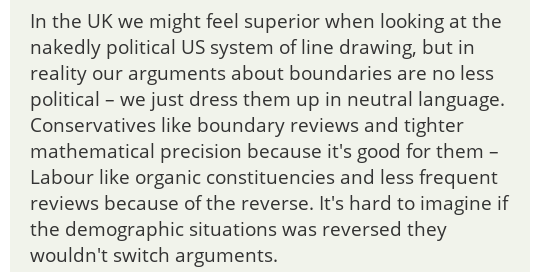 In the UK we might feel superior when looking at the
nakedly political US system of line drawing, but in
reality our arguments about boundaries are no less
political – we just dress them up in neutral language.
Conservatives like boundary reviews and tighter
mathematical precision because it's good for them –
Labour like organic constituencies and less frequent
reviews because of the reverse. It's hard to imagine if
the demographic situations was reversed they
wouldn't switch arguments.